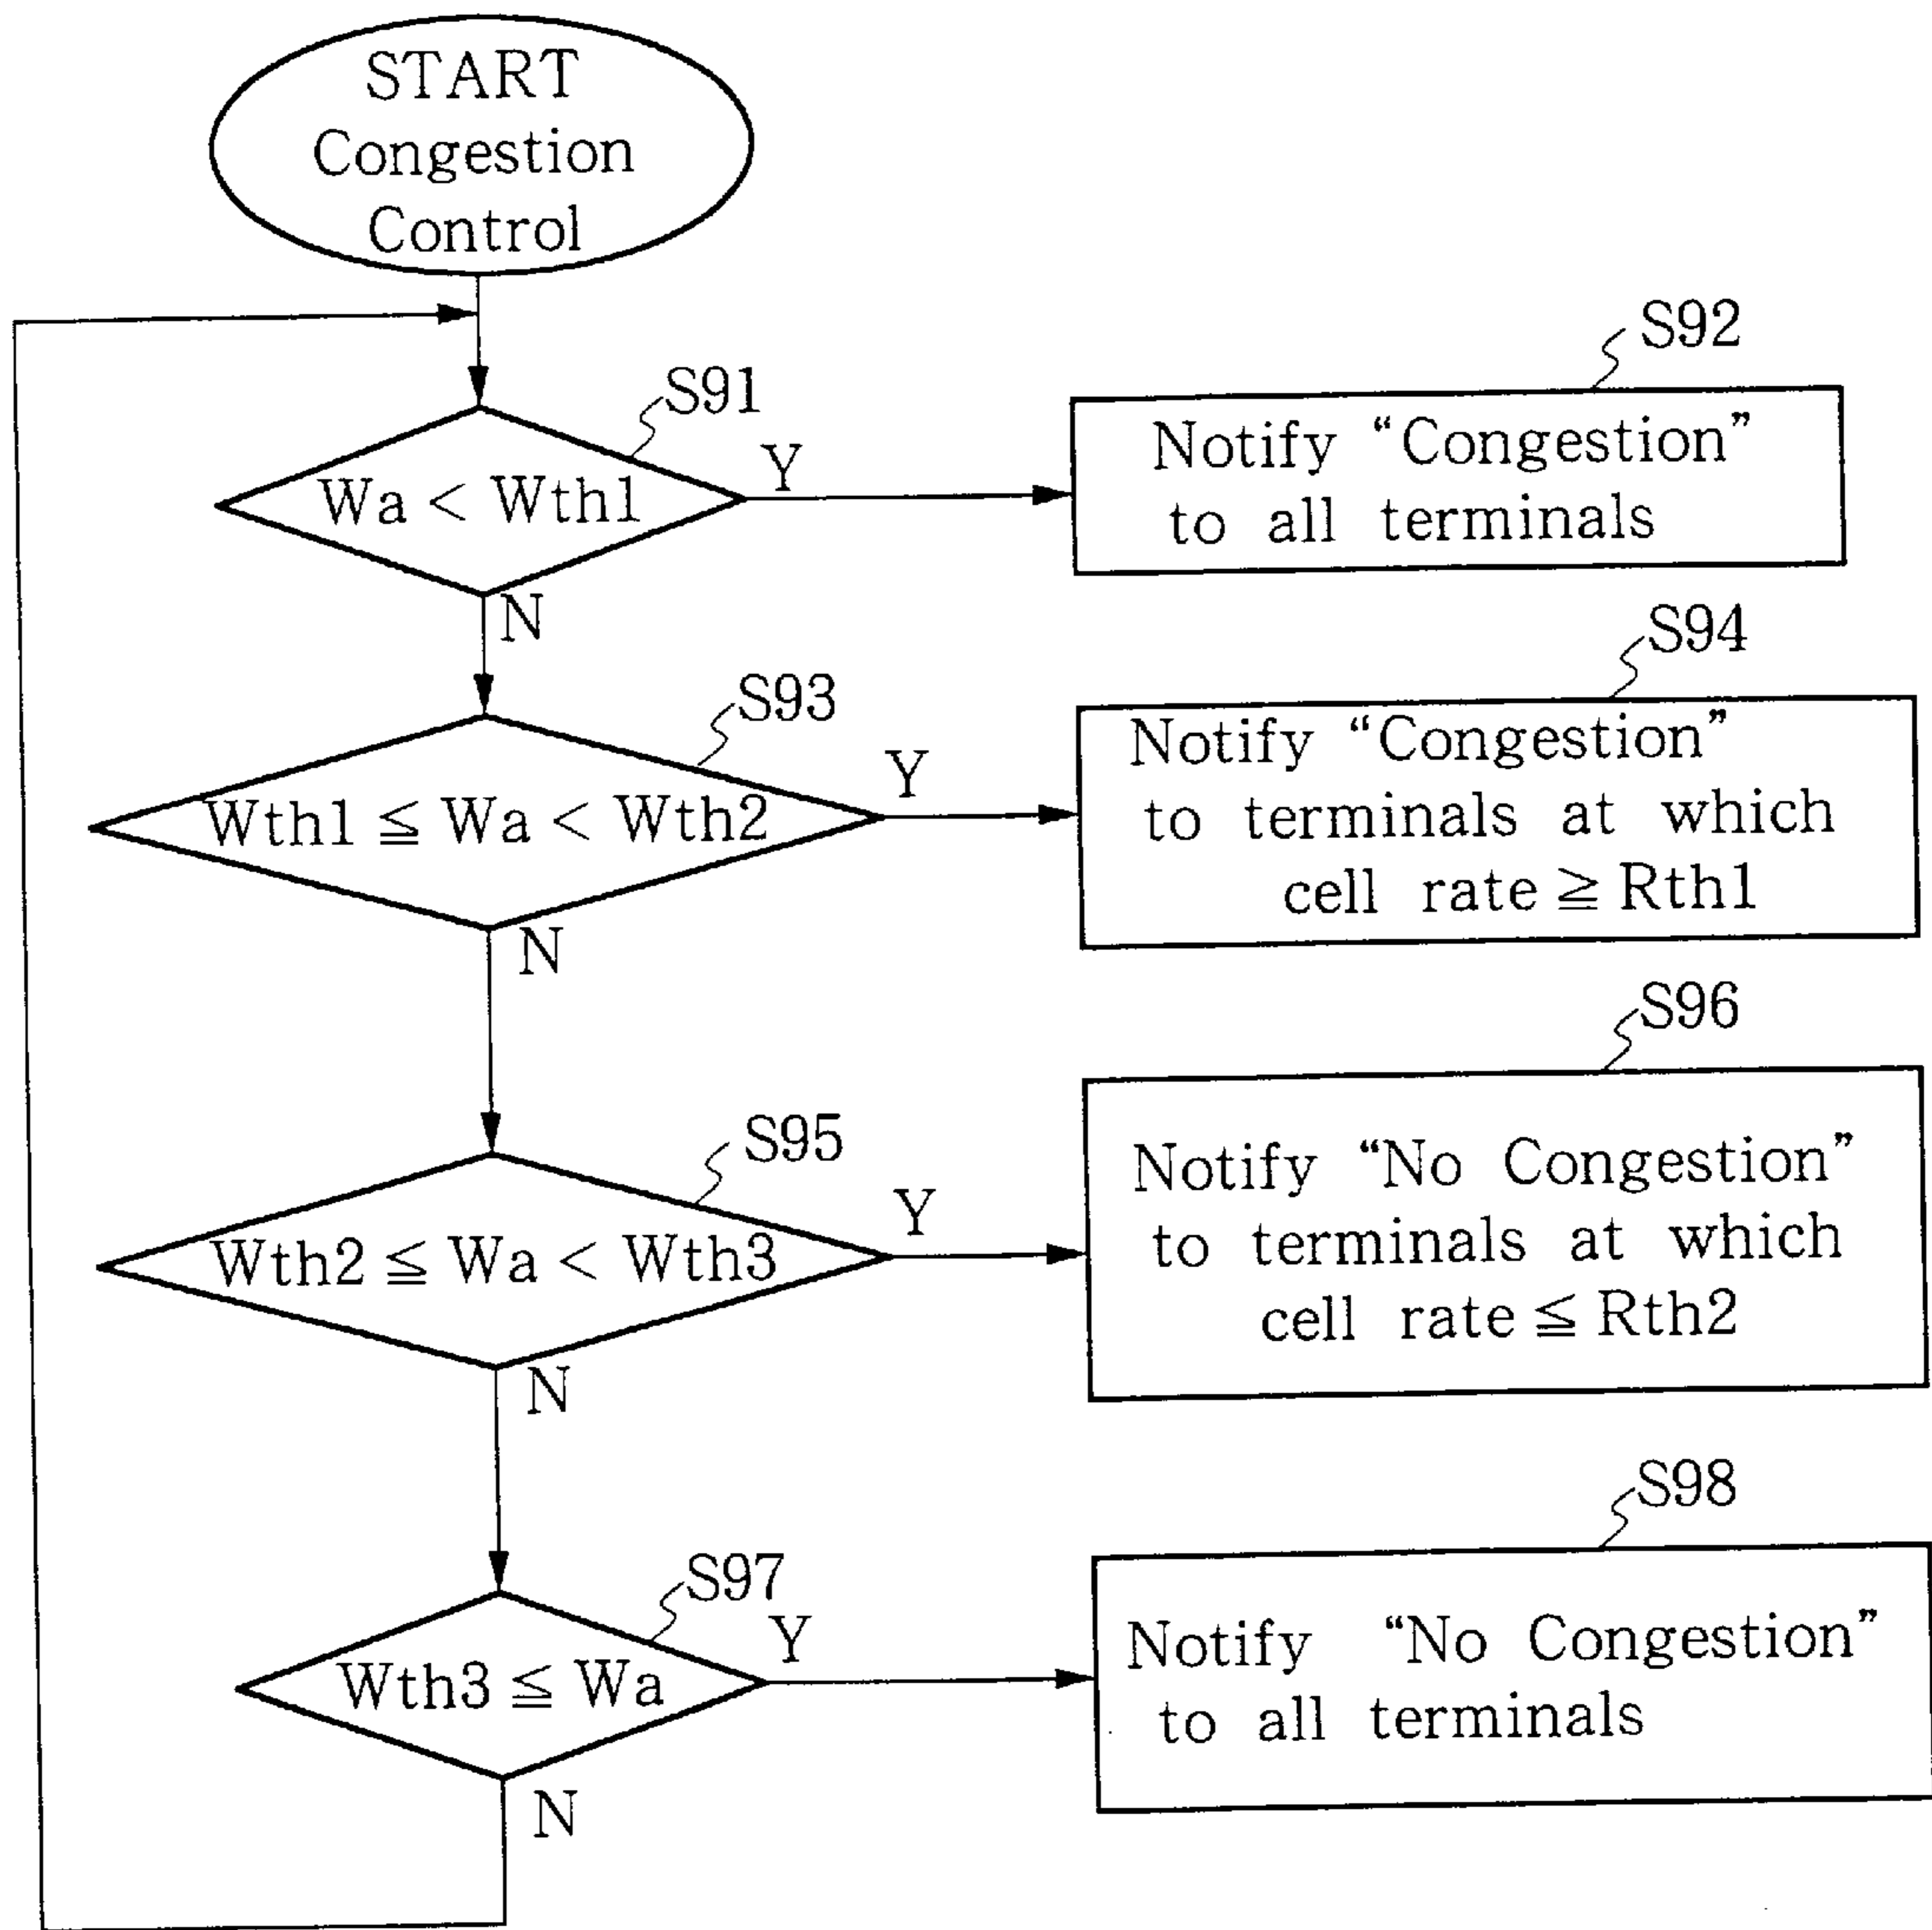 START
Congestion
Control
S91
Wa < Wth1
Y
N
S92
Notify “Congestion”
to all terminals
S93
Wth1 ≦ Wa < Wth2
Y
N
S94
Notify “Congestion”
to terminals at which
cell rate ≧ Rth1
S95
Wth2 ≦ Wa < Wth3
Y
N
S96
Notify “No Congestion”
to terminals at which
cell rate ≦ Rth2
S97
Wth3 ≦ Wa
Y
N
S98
Notify “No Congestion”
to all terminals